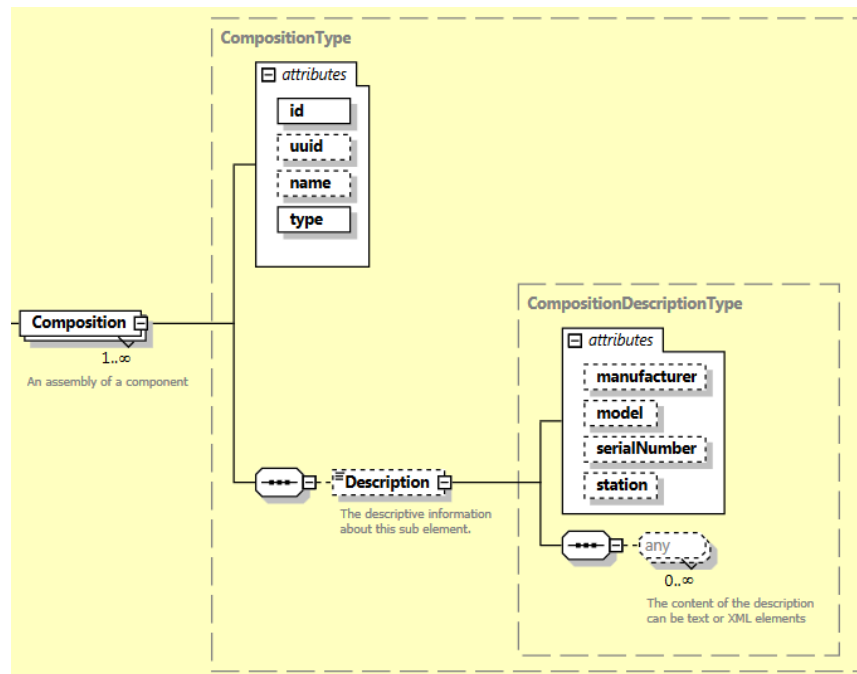 CompositionType
attributes
id
uuid
name
type
Composition
1..∞
An assembly of a component
Description
The descriptive information
about this sub element.
CompositionDescriptionType
attributes
manufacturer
model
serialNumber
station
any
0..∞
The content of the description
can be text or XML elements